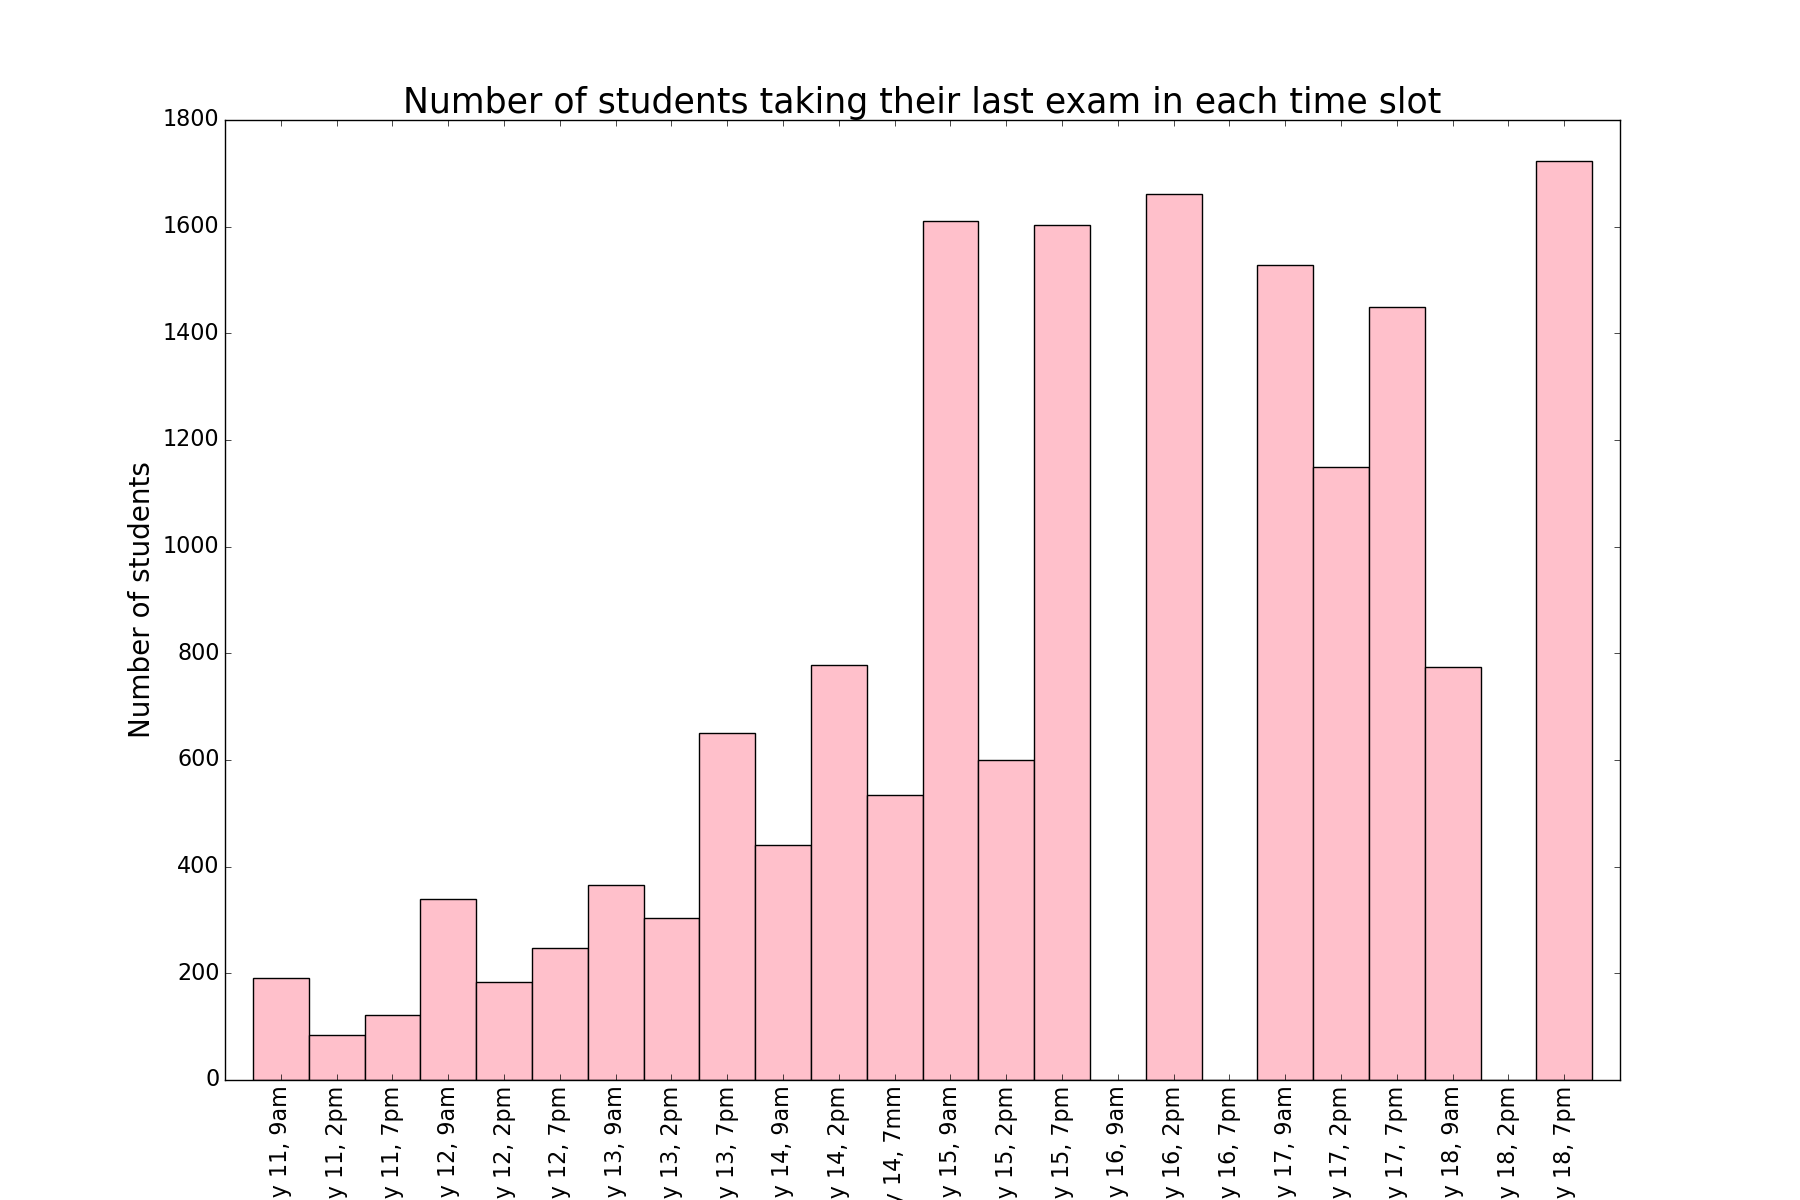 Number of students taking their last exam in each time slot
Number of students
1800
1600
1400
1200
1000
800
600
400
200
0
y 11, 9am
y 11, 2pm
y 11, 7pm
y 12, 9am
y 12, 2pm
y 12, 7pm
y 13, 9am
y 13, 2pm
y 13, 7pm
y 14, 9am
y 14, 2pm
y 14, 7mm
y 15, 9am
y 15, 2pm
y 15, 7pm
y 16, 9am
y 16, 2pm
y 16, 7pm
y 17, 9am
y 17, 2pm
y 17, 7pm
y 18, 9am
y 18, 2pm
y 18, 7pm